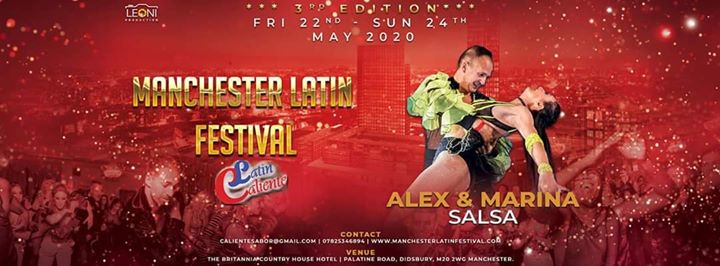 LEONI
PRODUCTION
*** 3RD EDITION ***
FRI 22ND - SUN 24TH
MAY 2020
MANCHESTER LATIN
FESTIVAL
Latin
Caliente
ALEX & MARINA
SALSA
CONTACT
CALIENTESABOR@GMAIL.COM | 07825346894 | WWW.MANCHESTERLATINFESTIVAL.COM
VENUE
THE BRITANNIA COUNTRY HOUSE HOTEL | PALATINE ROAD, DIDSBURY, M20 2WG MANCHESTER.